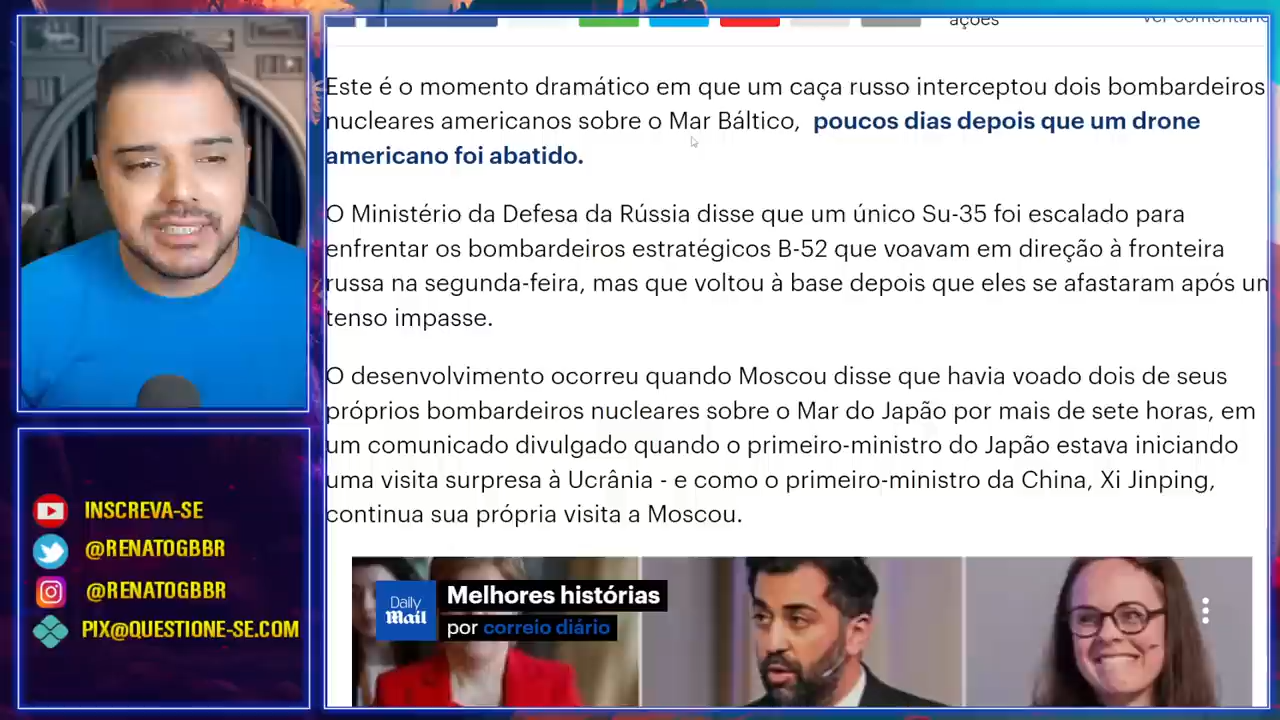 ações
ver comentário
Este é o momento dramático em que um caça russo interceptou dois bombardeiros
nucleares americanos sobre o Mar Báltico, poucos dias depois que um drone
americano foi abatido.
O Ministério da Defesa da Rússia disse que um único Su-35 foi escalado para
enfrentar os bombardeiros estratégicos B-52 que voavam em direção à fronteira
russa na segunda-feira, mas que voltou à base depois que eles se afastaram após un
tenso impasse.
O desenvolvimento ocorreu quando Moscou disse que havia voado dois de seus
próprios bombardeiros nucleares sobre o Mar do Japão por mais de sete horas, em
um comunicado divulgado quando o primeiro-ministro do Japão estava iniciando
uma visita surpresa à Ucrânia - e como o primeiro-ministro da China, Xi Jinping,
continua sua própria visita a Moscou.
INSCREVA-SE
@RENATOGBBR
@RENATOGBBR
PIX@QUESTIONE-SE.COM
Daily
Mail
Melhores histórias
por correio diário